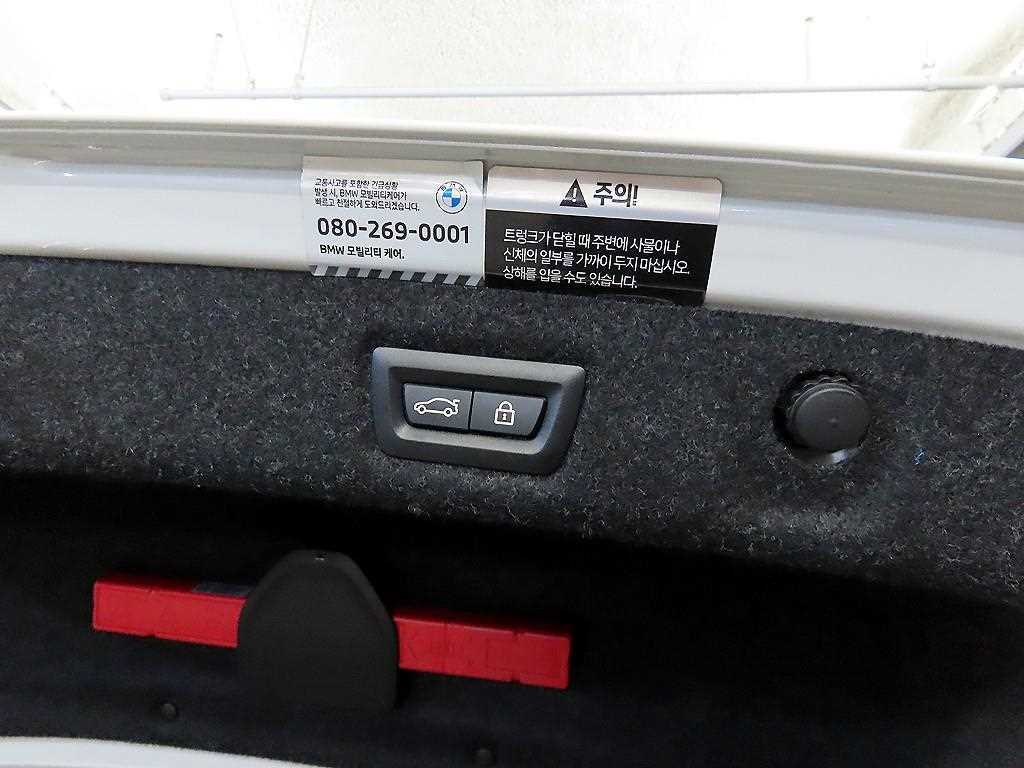 교통사고를 포함한 긴급상황
발생 시, BMW 모빌리티케어가
빠르고 친절하게 도와드리겠습니다.
BMW
080-269-0001
BMW 모빌리티 케어.
주의!
트렁크가 닫힐 때 주변에 사물이나
신체의 일부를 가까이 두지 마십시오.
상해를 입을 수도 있습니다.